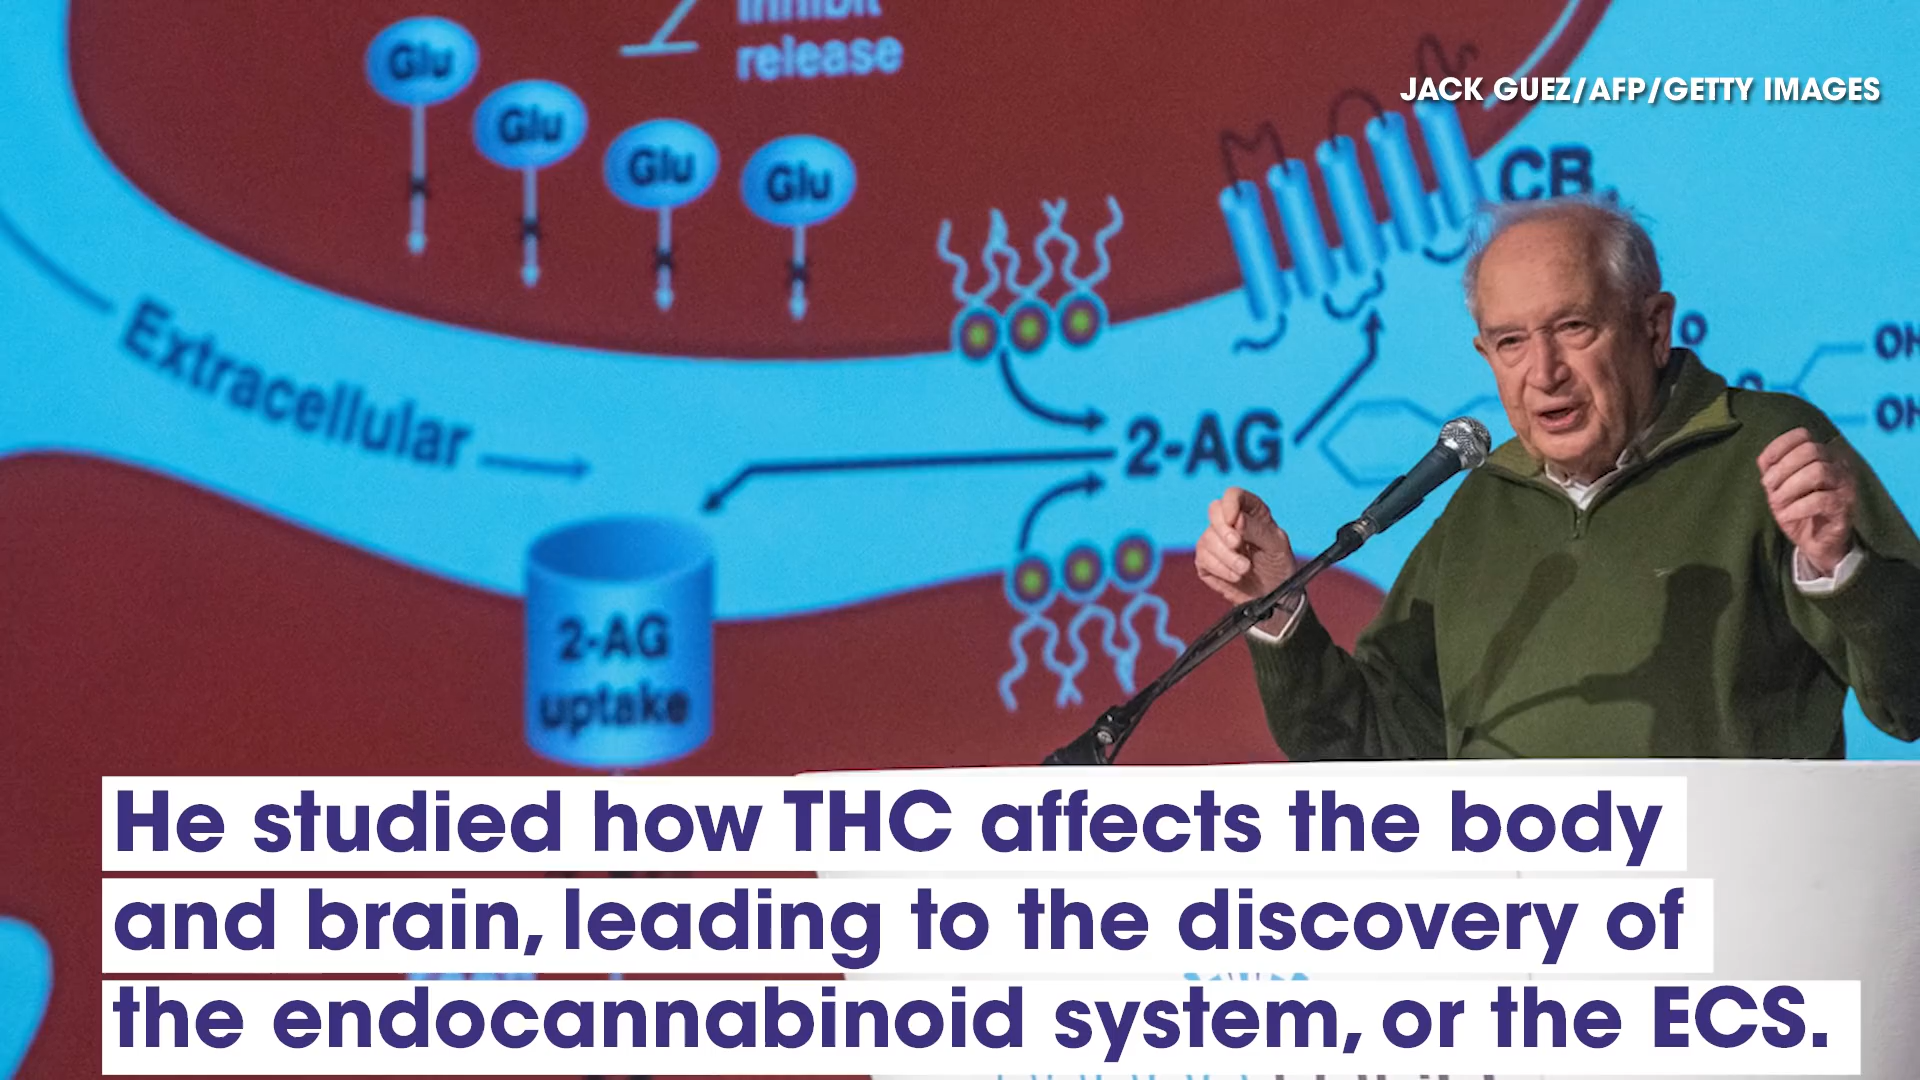 inhibit
release
JACK GUEZ/AFP/GETTY IMAGES
Glu
Glu
Glu
Glu
CB
O
OH
OH
Extracellular
2-AG
2-AG
uptake
He studied how THC affects the body
and brain, leading to the discovery of
the endocannabinoid system, or the ECS.